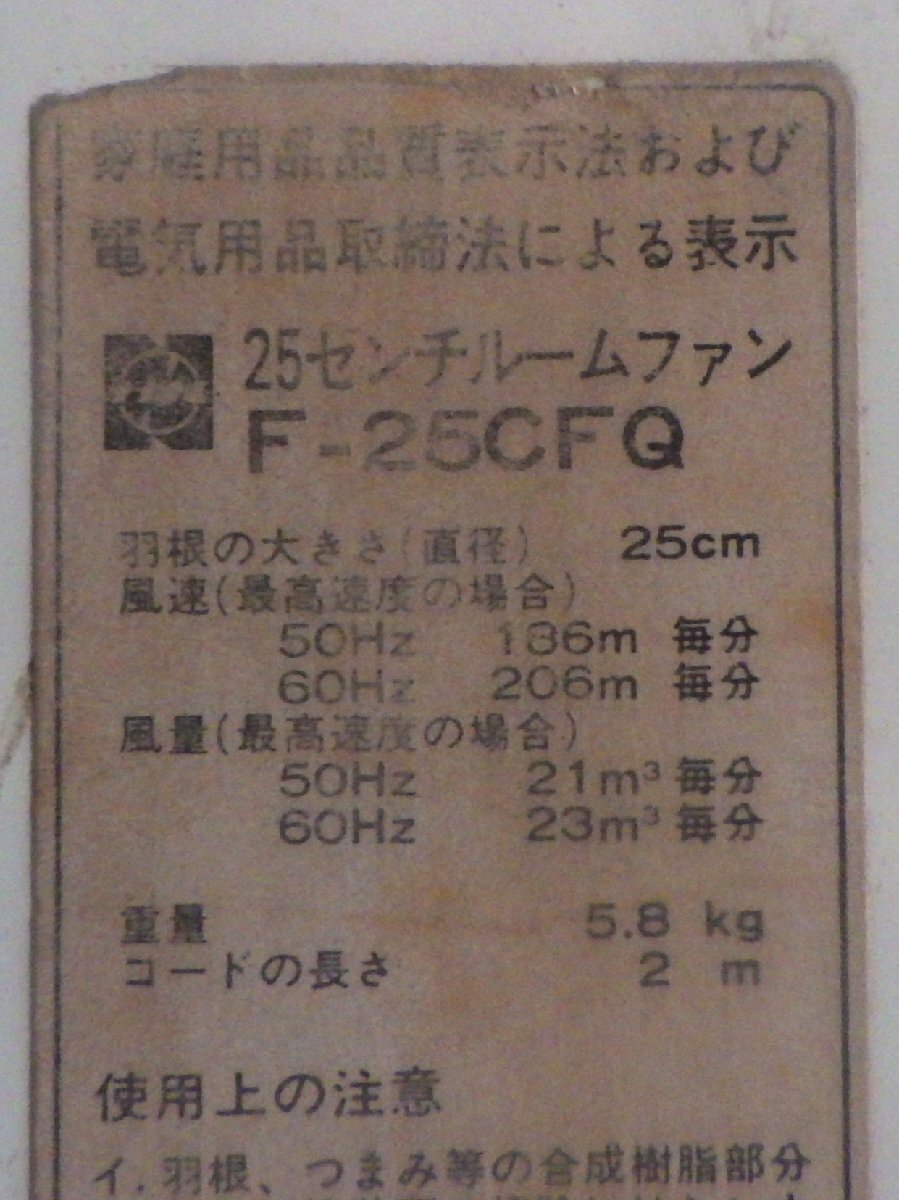 家庭用品品質表示法および
電気用品取締法による表示
25センチルームファン
F-25CFQ
羽根の大きさ(直径) 25cm
風速(最高速度の場合)
50Hz 186m 毎分
60Hz 206m 毎分
風量(最高速度の場合)
50Hz 21m³ 毎分
60Hz 23m³ 毎分
重量 5.8 kg
コードの長さ 2 m
使用上の注意
イ.羽根、つまみ等の合成樹脂部分